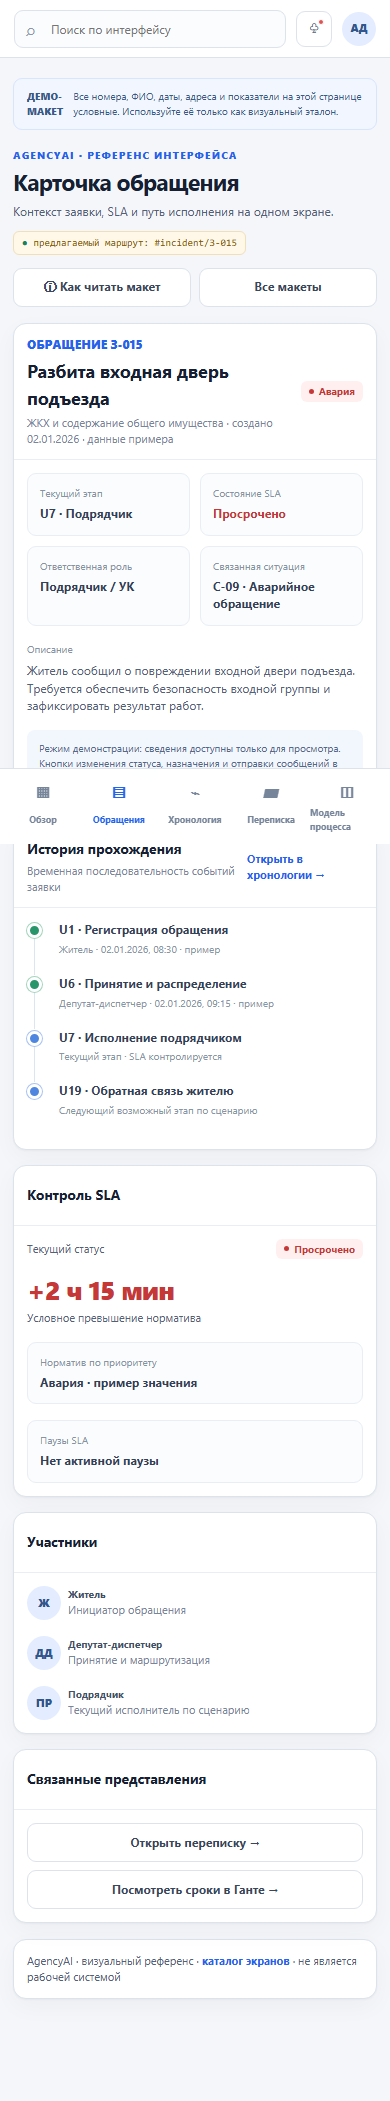 Поиск по интерфейсу
АД
ДЕМО-
МАКЕТ
Все номера, ФИО, даты, адреса и показатели на этой странице
условные. Используйте её только как визуальный эталон.
AGENCYAI • РЕФЕРЕНС ИНТЕРФЕЙСА
Карточка обращения
Контекст заявки, SLA и путь исполнения на одном экране.
предлагаемый маршрут: #incident/3-015
Как читать макет
Все макеты
ОБРАЩЕНИЕ 3-015
Разбита входная дверь
подъезда
Авария
ЖКХ и содержание общего имущества · создано
02.01.2026 · данные примера
Текущий этап
U7 · Подрядчик
Состояние SLA
Просрочено
Ответственная роль
Подрядчик / УК
Связанная ситуация
С-09 · Аварийное
обращение
Описание
Житель сообщил о повреждении входной двери подъезда.
Требуется обеспечить безопасность входной группы и
зафиксировать результат работ.
Режим демонстрации: сведения доступны только для просмотра.
Кнопки изменения статуса, назначения и отправки сообщений в
Обзор
Обращения
Хронология
Переписка
Модель
процесса
История прохождения
Временная последовательность событий
заявки
Открыть в
хронологии →
U1 · Регистрация обращения
Житель · 02.01.2026, 08:30 · пример
U6 · Принятие и распределение
Депутат-диспетчер · 02.01.2026, 09:15 · пример
U7 · Исполнение подрядчиком
Текущий этап · SLA контролируется
U19 · Обратная связь жителю
Следующий возможный этап по сценарию
Контроль SLA
Текущий статус
Просрочено
+2 ч 15 мин
Условное превышение норматива
Норматив по приоритету
Авария · пример значения
Паузы SLA
Нет активной паузы
Участники
Ж
Житель
Инициатор обращения
ДД
Депутат-диспетчер
Принятие и маршрутизация
ПР
Подрядчик
Текущий исполнитель по сценарию
Связанные представления
Открыть переписку →
Посмотреть сроки в Ганте →
AgencyAI · визуальный референс · каталог экранов · не является
рабочей системой